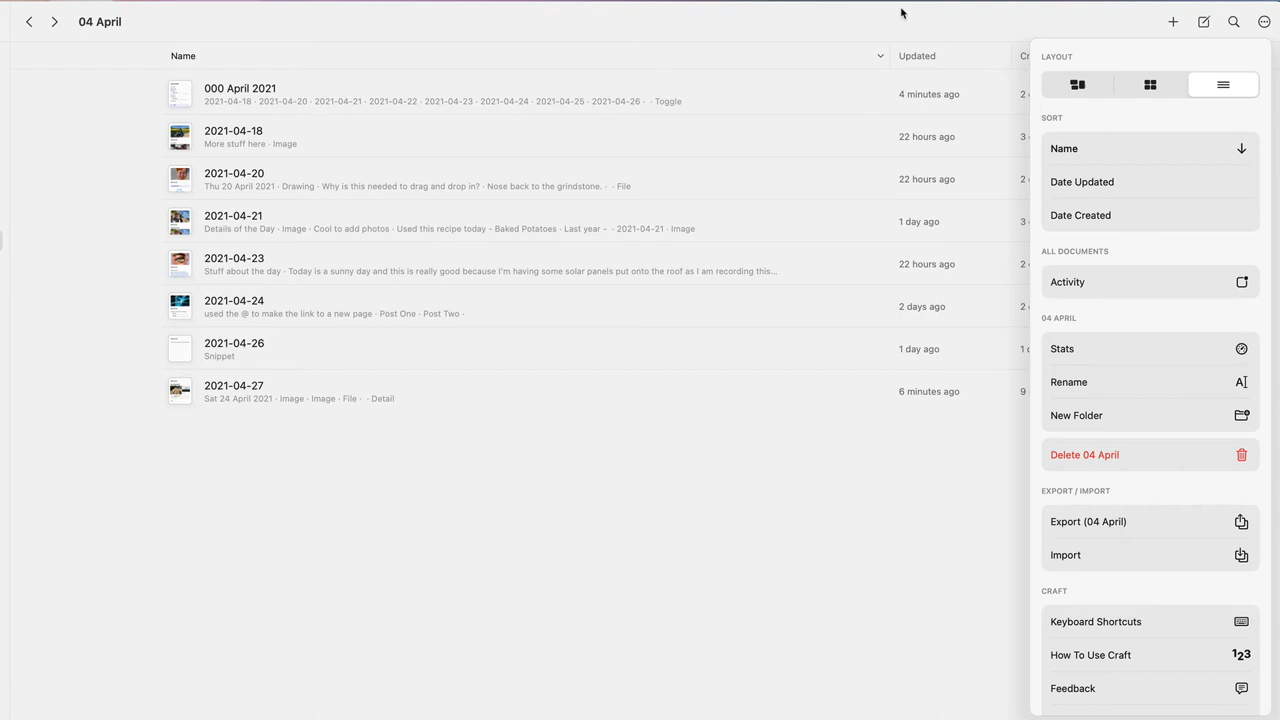 04 April
Name
Updated
Cr
000 April 2021
2021-04-18 · 2021-04-20 · 2021-04-21 · 2021-04-22 · 2021-04-23 · 2021-04-24 · 2021-04-25 · 2021-04-26 · · Toggle
4 minutes ago
2
2021-04-18
More stuff here · Image
22 hours ago
3
2021-04-20
Thu 20 April 2021 · Drawing · Why is this needed to drag and drop in? · Nose back to the grindstone. · · File
22 hours ago
2
2021-04-21
Details of the Day · Image · Cool to add photos · Used this recipe today - Baked Potatoes · Last year - · 2021-04-21 · Image
1 day ago
3
2021-04-23
Stuff about the day · Today is a sunny day and this is really good because I'm having some solar panels put onto the roof as I am recording this...
22 hours ago
2
2021-04-24
used the @ to make the link to a new page · Post One · Post Two ·
2 days ago
2
2021-04-26
Snippet
1 day ago
1
2021-04-27
Sat 24 April 2021 · Image · Image · File · · Detail
6 minutes ago
9
LAYOUT
SORT
Name
Date Updated
Date Created
ALL DOCUMENTS
Activity
04 APRIL
Stats
Rename
New Folder
Delete 04 April
EXPORT / IMPORT
Export (04 April)
Import
CRAFT
Keyboard Shortcuts
How To Use Craft
123
Feedback